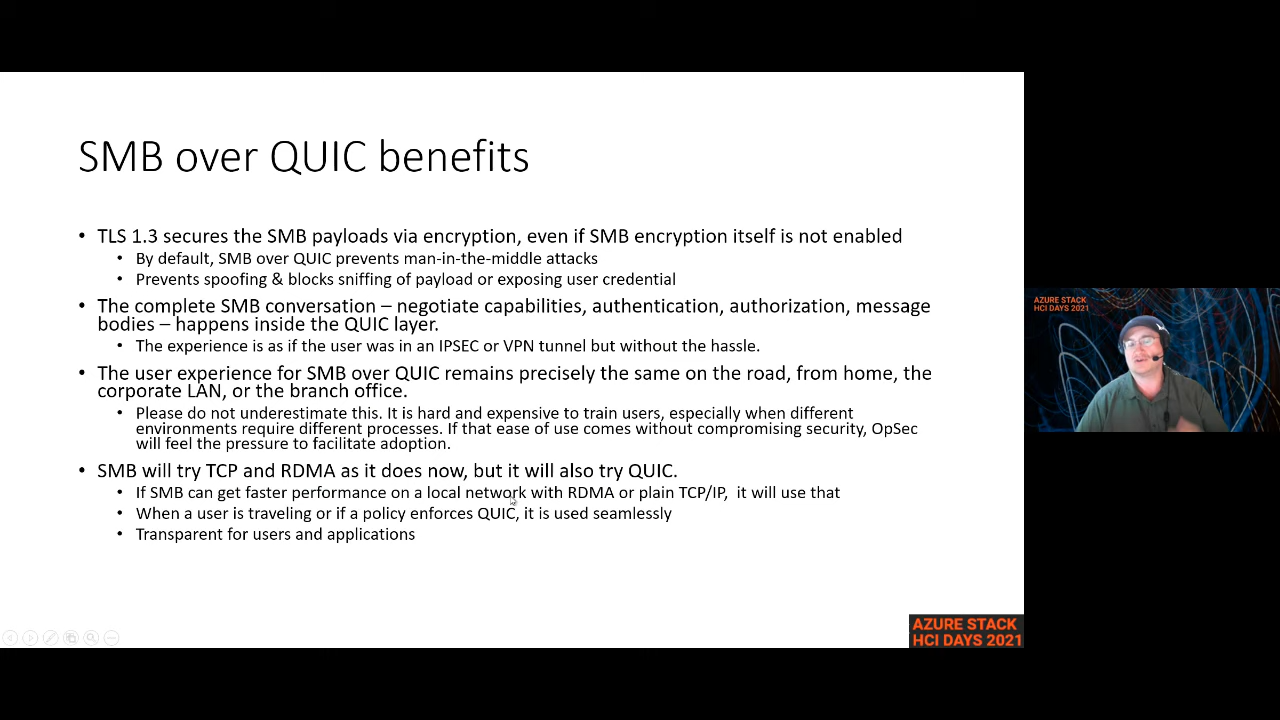 SMB over QUIC benefits
• TLS 1.3 secures the SMB payloads via encryption, even if SMB encryption itself is not enabled
• By default, SMB over QUIC prevents man-in-the-middle attacks
• Prevents spoofing & blocks sniffing of payload or exposing user credential
• The complete SMB conversation – negotiate capabilities, authentication, authorization, message
bodies – happens inside the QUIC layer.
• The experience is as if the user was in an IPSEC or VPN tunnel but without the hassle.
• The user experience for SMB over QUIC remains precisely the same on the road, from home, the
corporate LAN, or the branch office.
• Please do not underestimate this. It is hard and expensive to train users, especially when different
environments require different processes. If that ease of use comes without compromising security, OpSec
will feel the pressure to facilitate adoption.
• SMB will try TCP and RDMA as it does now, but it will also try QUIC.
• If SMB can get faster performance on a local network with RDMA or plain TCP/IP, it will use that
• When a user is traveling or if a policy enforces QUIC, it is used seamlessly
• Transparent for users and applications
AZURE STACK
HCI DAYS 2021
AZURE STACK
HCI DAYS 2021